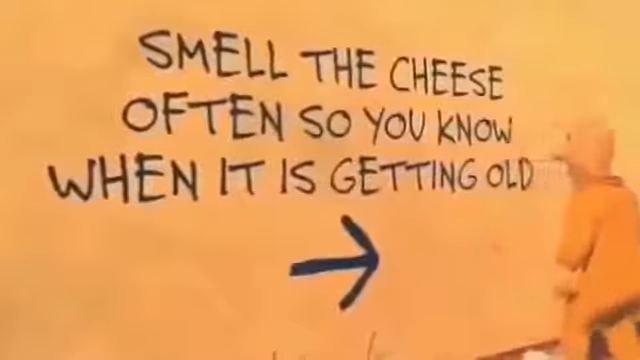 SMELL THE CHEESE
OFTEN SO YOU KNOW
WHEN IT IS GETTING OLD